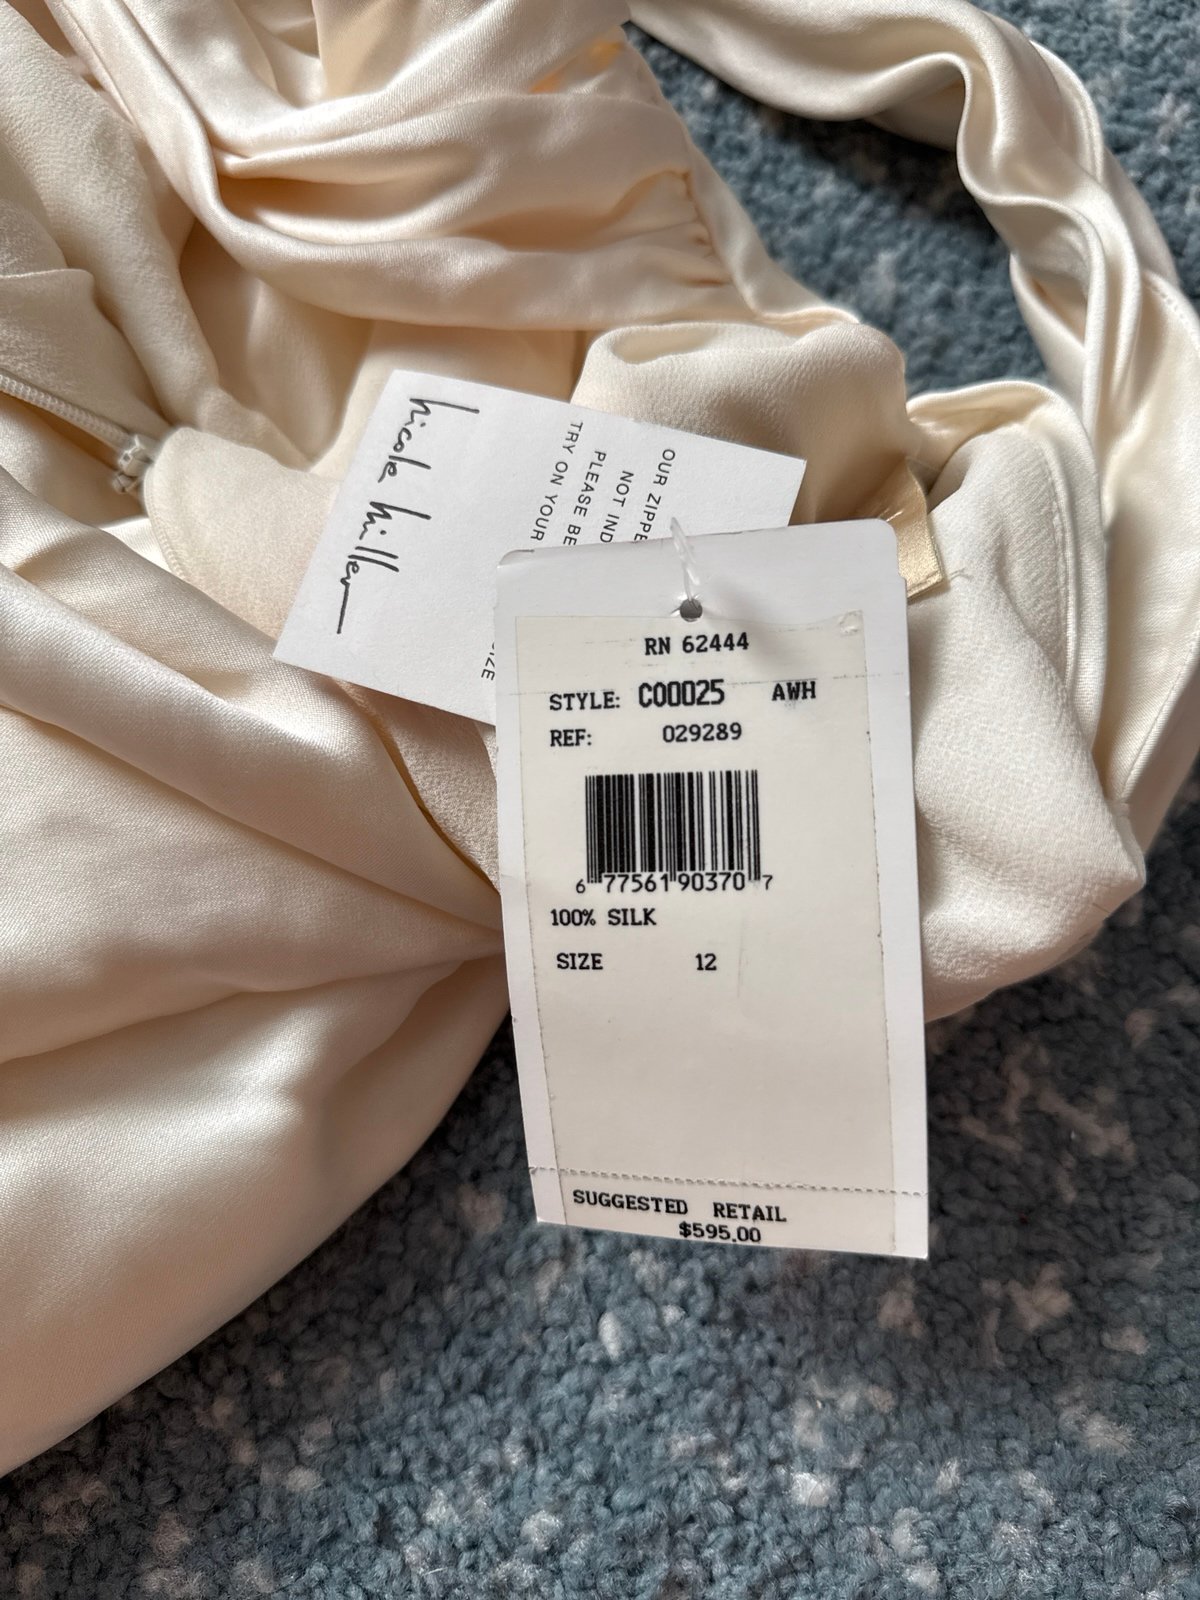 nicole miller
OUR ZIPPE
NOT IND
PLEASE BE
TRY ON YOUR
SIZE
RN 62444
STYLE: C00025 AWH
REF: 029289
6 77561 90370 7
100% SILK
SIZE 12
SUGGESTED RETAIL
$595.00